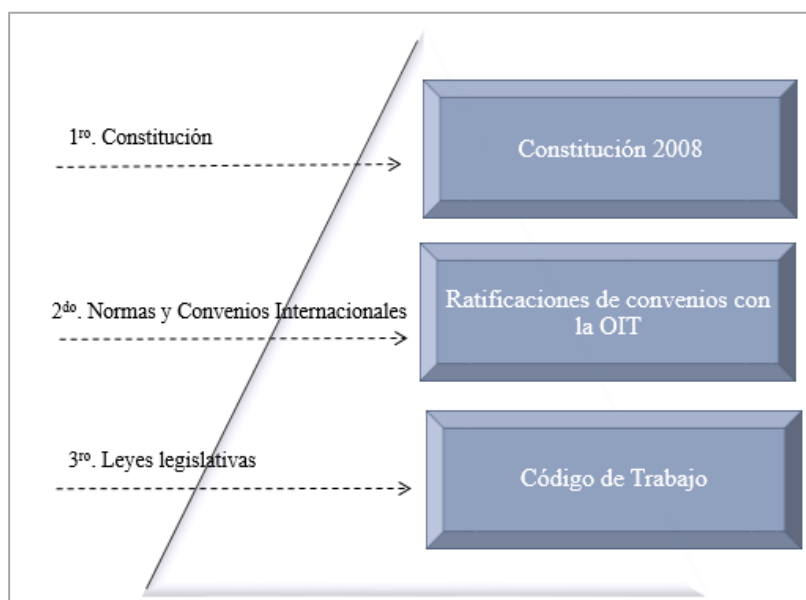 1ro. Constitución
Constitución 2008
2do. Normas y Convenios Internacionales
Ratificaciones de convenios con
la OIT
3ro. Leyes legislativas
Código de Trabajo